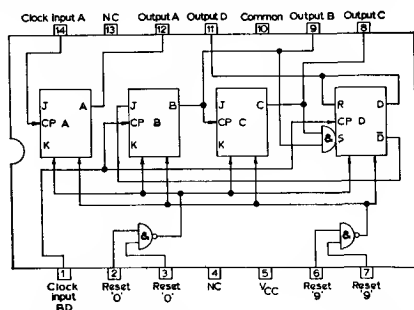 Clock Input A NC Output A Output D Common Output B Output C
14 13 12 11 10 9 8
J A J B J C R D
CP A CP B CP C CP D
K K K & S D
& &
1 2 3 4 5 6 7
Clock input BD Reset '0' Reset '0' NC VCC Reset '9' Reset '9'